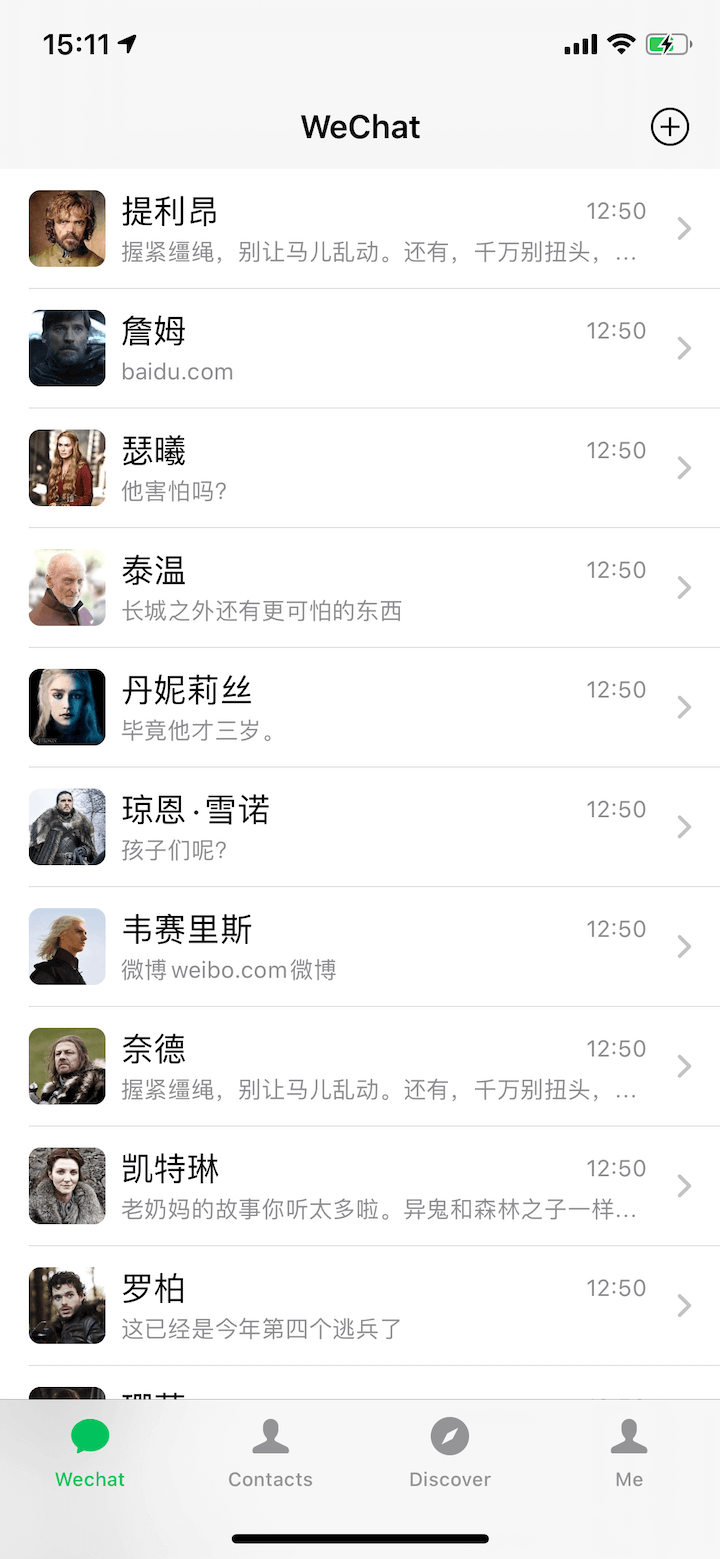 15:11
WeChat
提利昂 12:50
握紧缰绳，别让马儿乱动。还有，千万别扭头，...
詹姆 12:50
baidu.com
瑟曦 12:50
他害怕吗?
泰温 12:50
长城之外还有更可怕的东西
丹妮莉丝 12:50
毕竟他才三岁。
琼恩·雪诺 12:50
孩子们呢?
韦赛里斯 12:50
微博weibo.com微博
奈德 12:50
握紧缰绳，别让马儿乱动。还有，千万别扭头，...
凯特琳 12:50
老奶妈的故事你听太多啦。异鬼和森林之子一样...
罗柏 12:50
这已经是今年第四个逃兵了
Wechat Contacts Discover Me